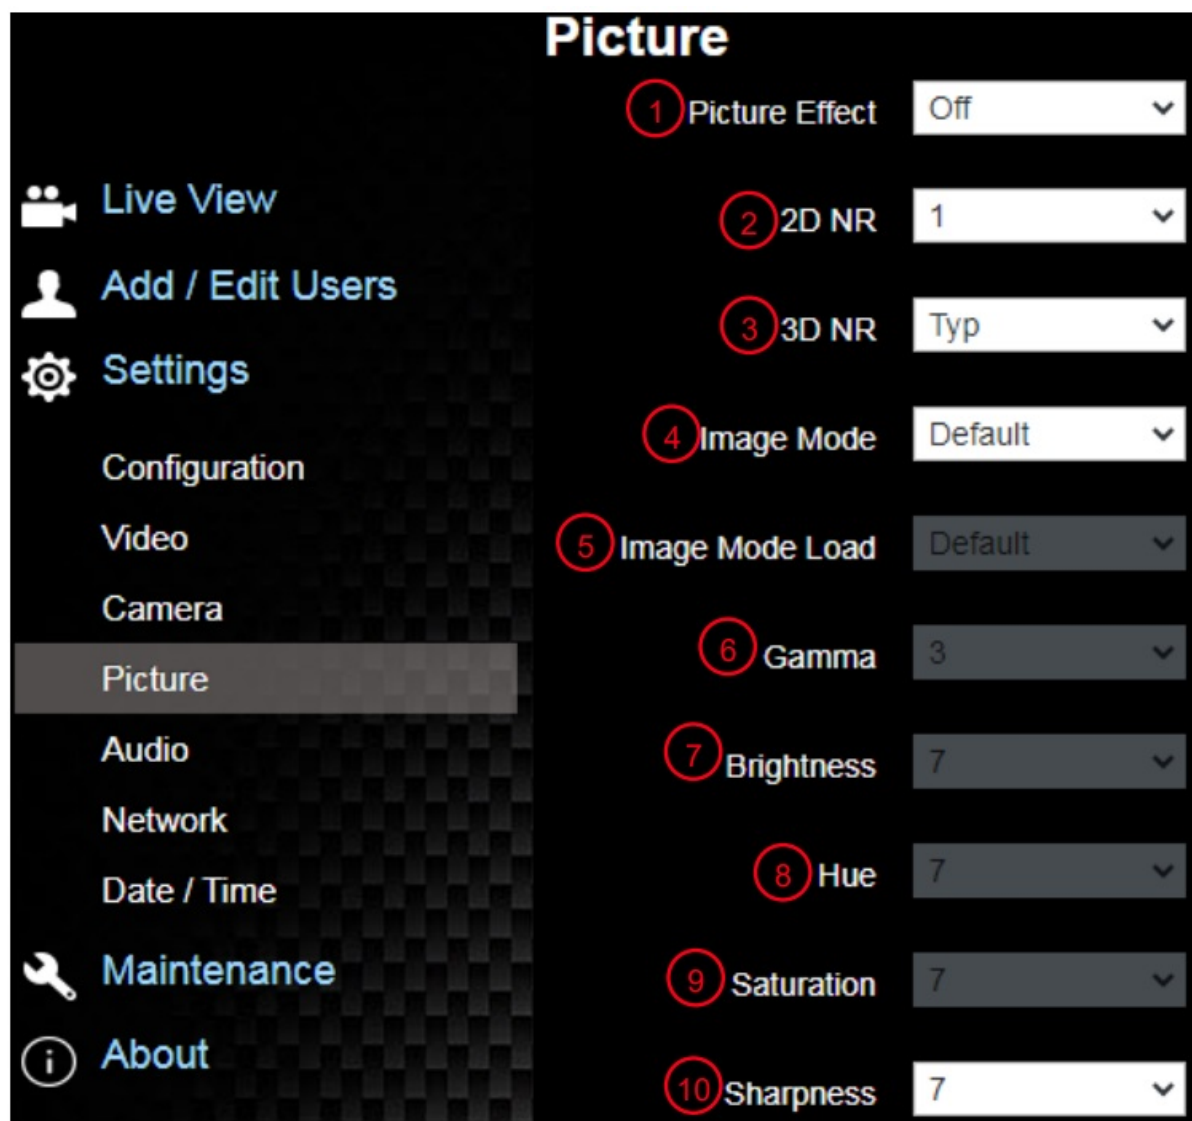 Picture
1 Picture Effect Off
2 2D NR 1
3 3D NR Typ
4 Image Mode Default
5 Image Mode Load Default
6 Gamma 3
7 Brightness 7
8 Hue 7
9 Saturation 7
10 Sharpness 7
Live View
Add / Edit Users
Settings
Configuration
Video
Camera
Picture
Audio
Network
Date / Time
Maintenance
i About